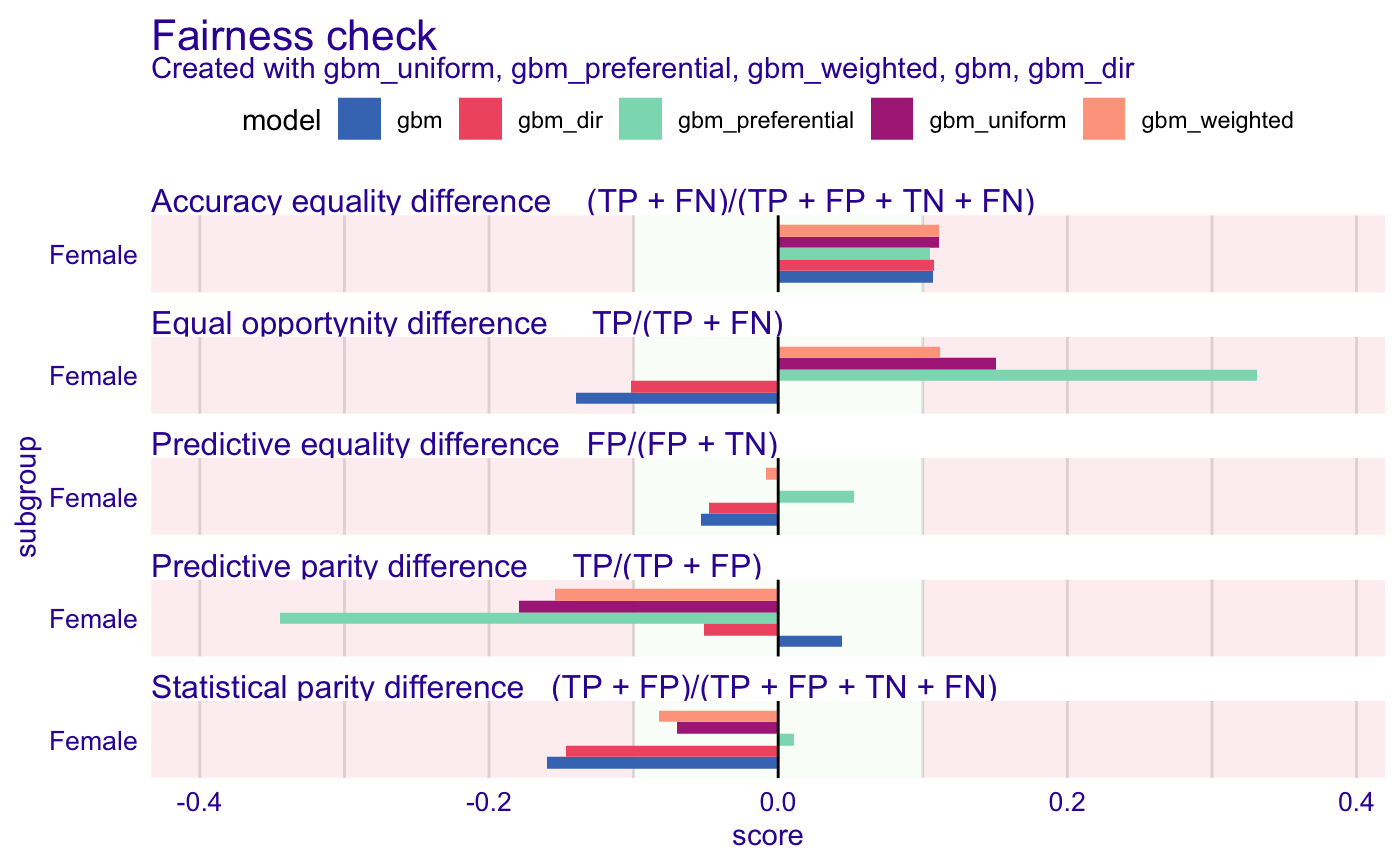 Fairness check
Created with gbm_uniform, gbm_preferential, gbm_weighted, gbm, gbm_dir
model gbm gbm_dir gbm_preferential gbm_uniform gbm_weighted
Accuracy equality difference (TP + FN)/(TP + FP + TN + FN)
Female
Equal opportynity difference TP/(TP + FN)
Female
Predictive equality difference FP/(FP + TN)
Female
Predictive parity difference TP/(TP + FP)
Female
Statistical parity difference (TP + FP)/(TP + FP + TN + FN)
Female
subgroup
-0.4 -0.2 0.0 0.2 0.4
score